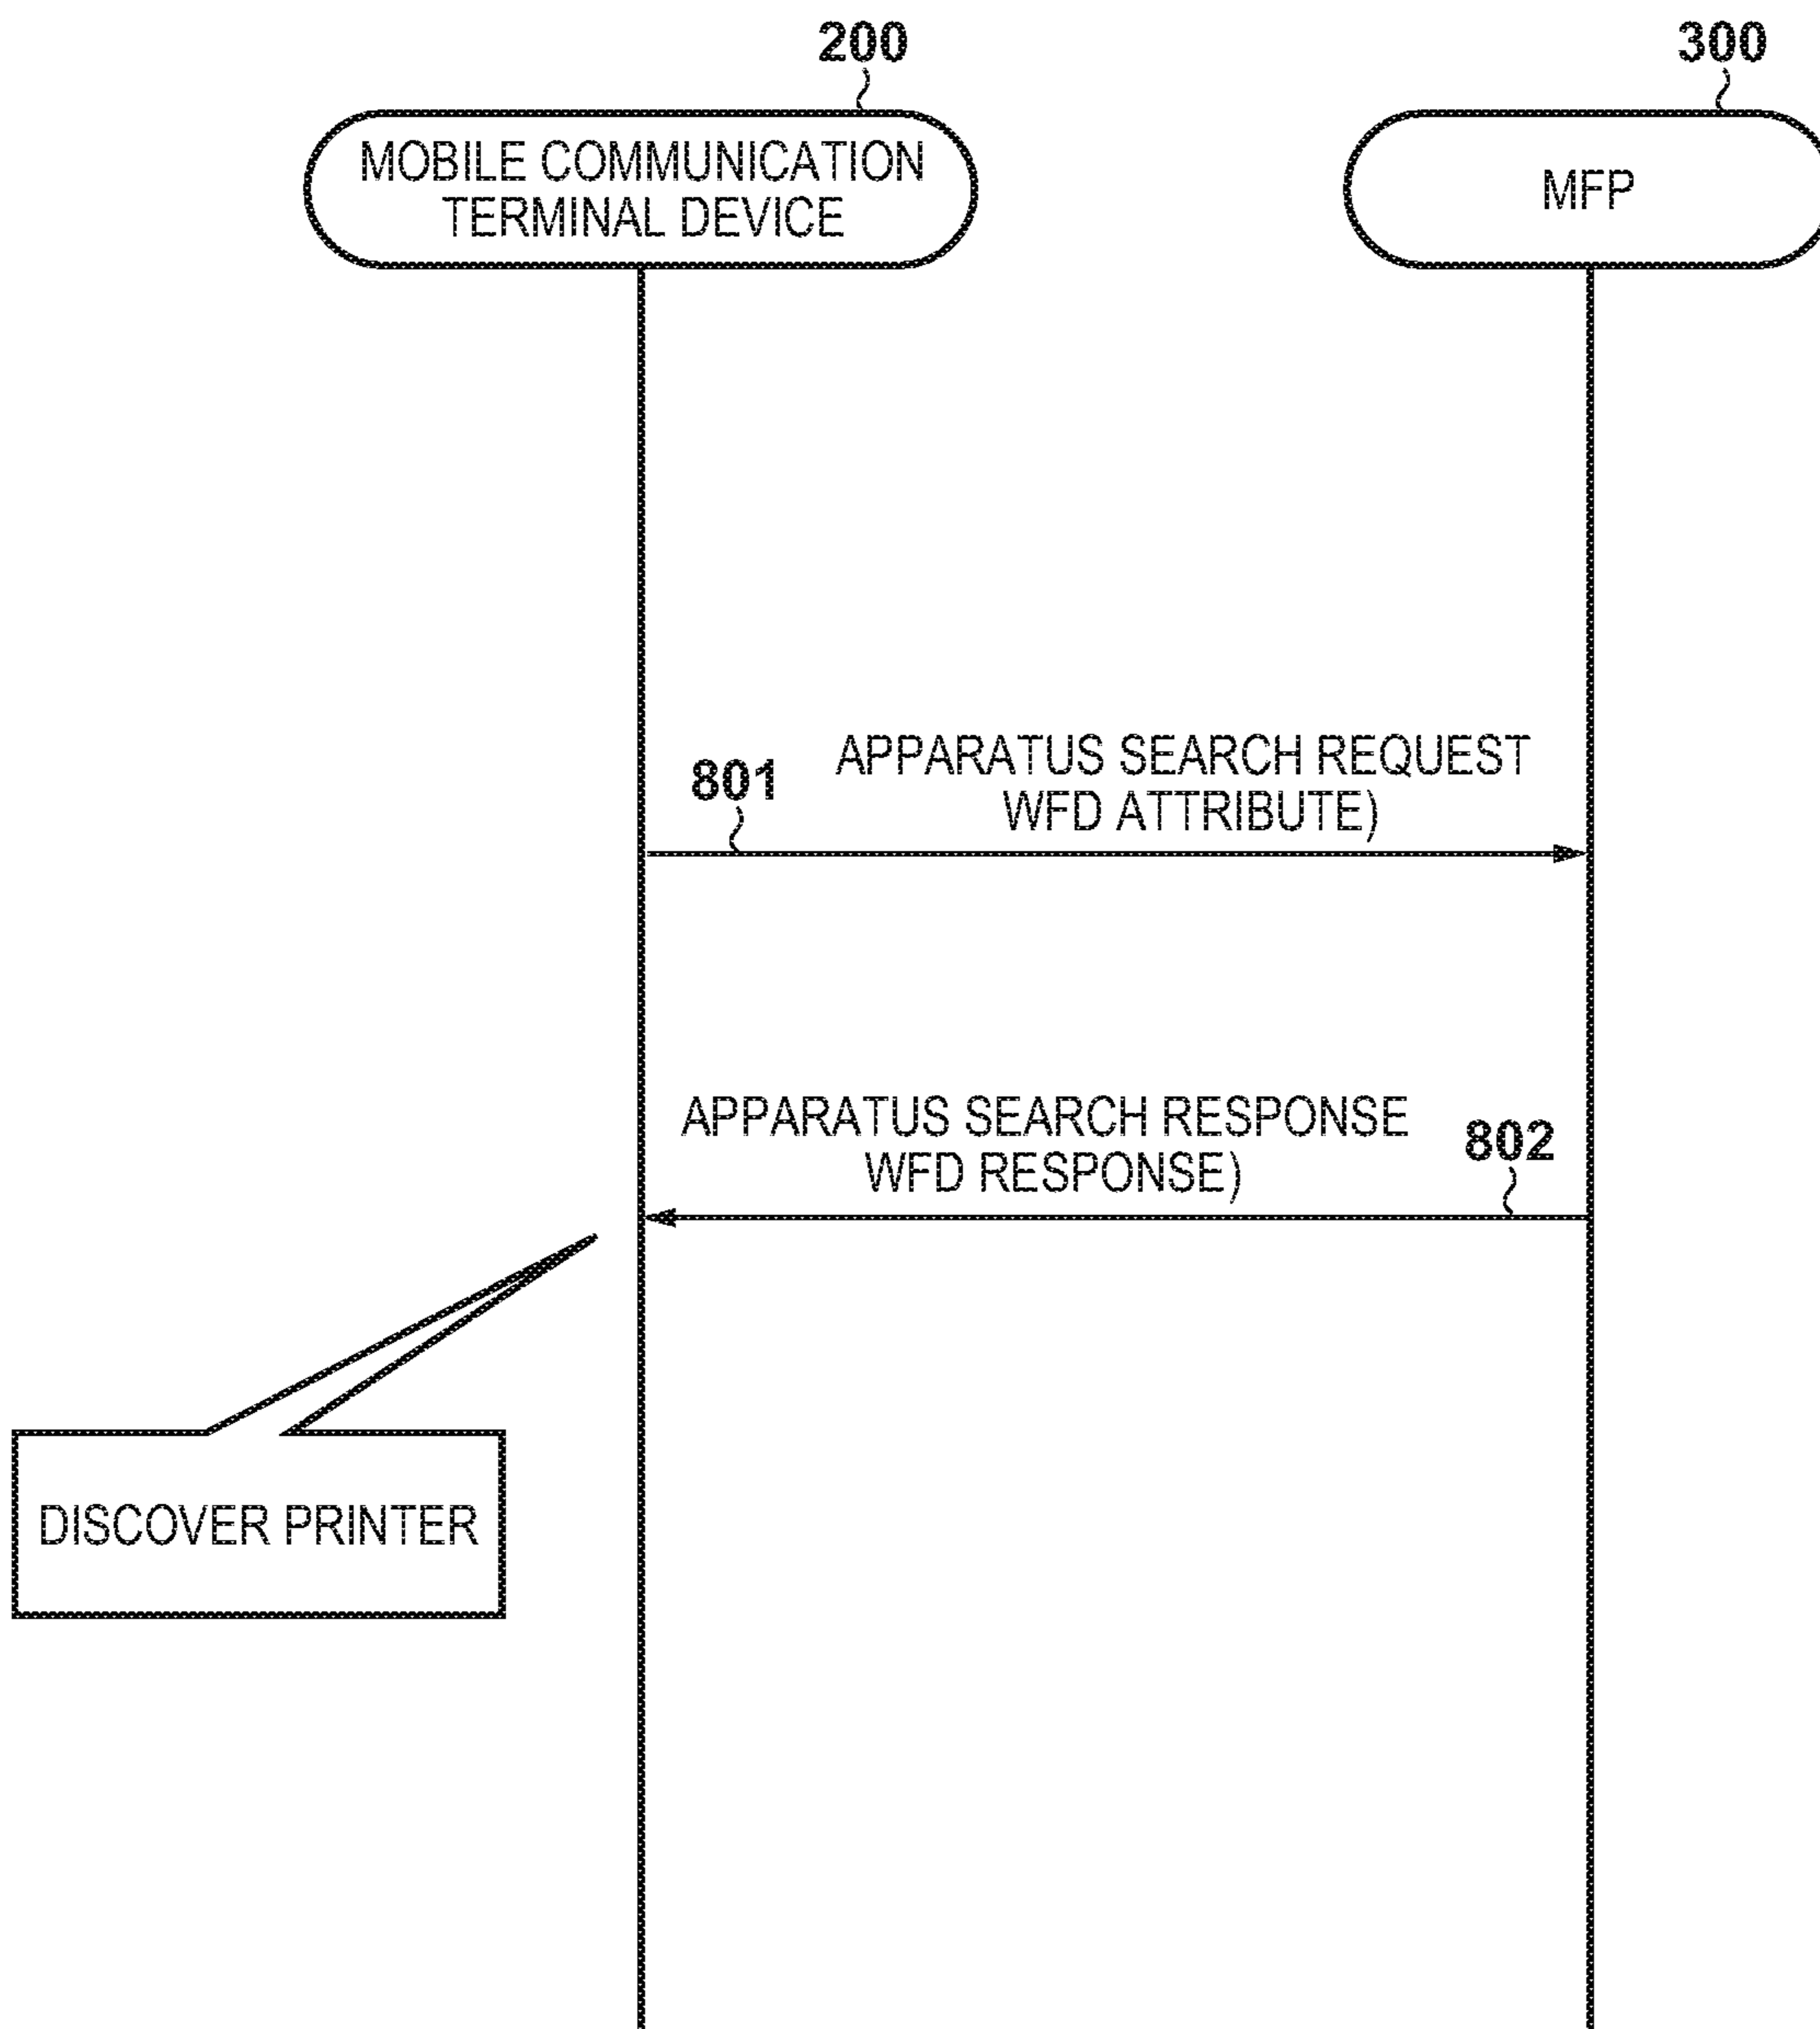 200
300
MOBILE COMMUNICATION
TERMINAL DEVICE
MFP
801
APPARATUS SEARCH REQUEST
WFD ATTRIBUTE)
APPARATUS SEARCH RESPONSE
WFD RESPONSE)
802
DISCOVER PRINTER